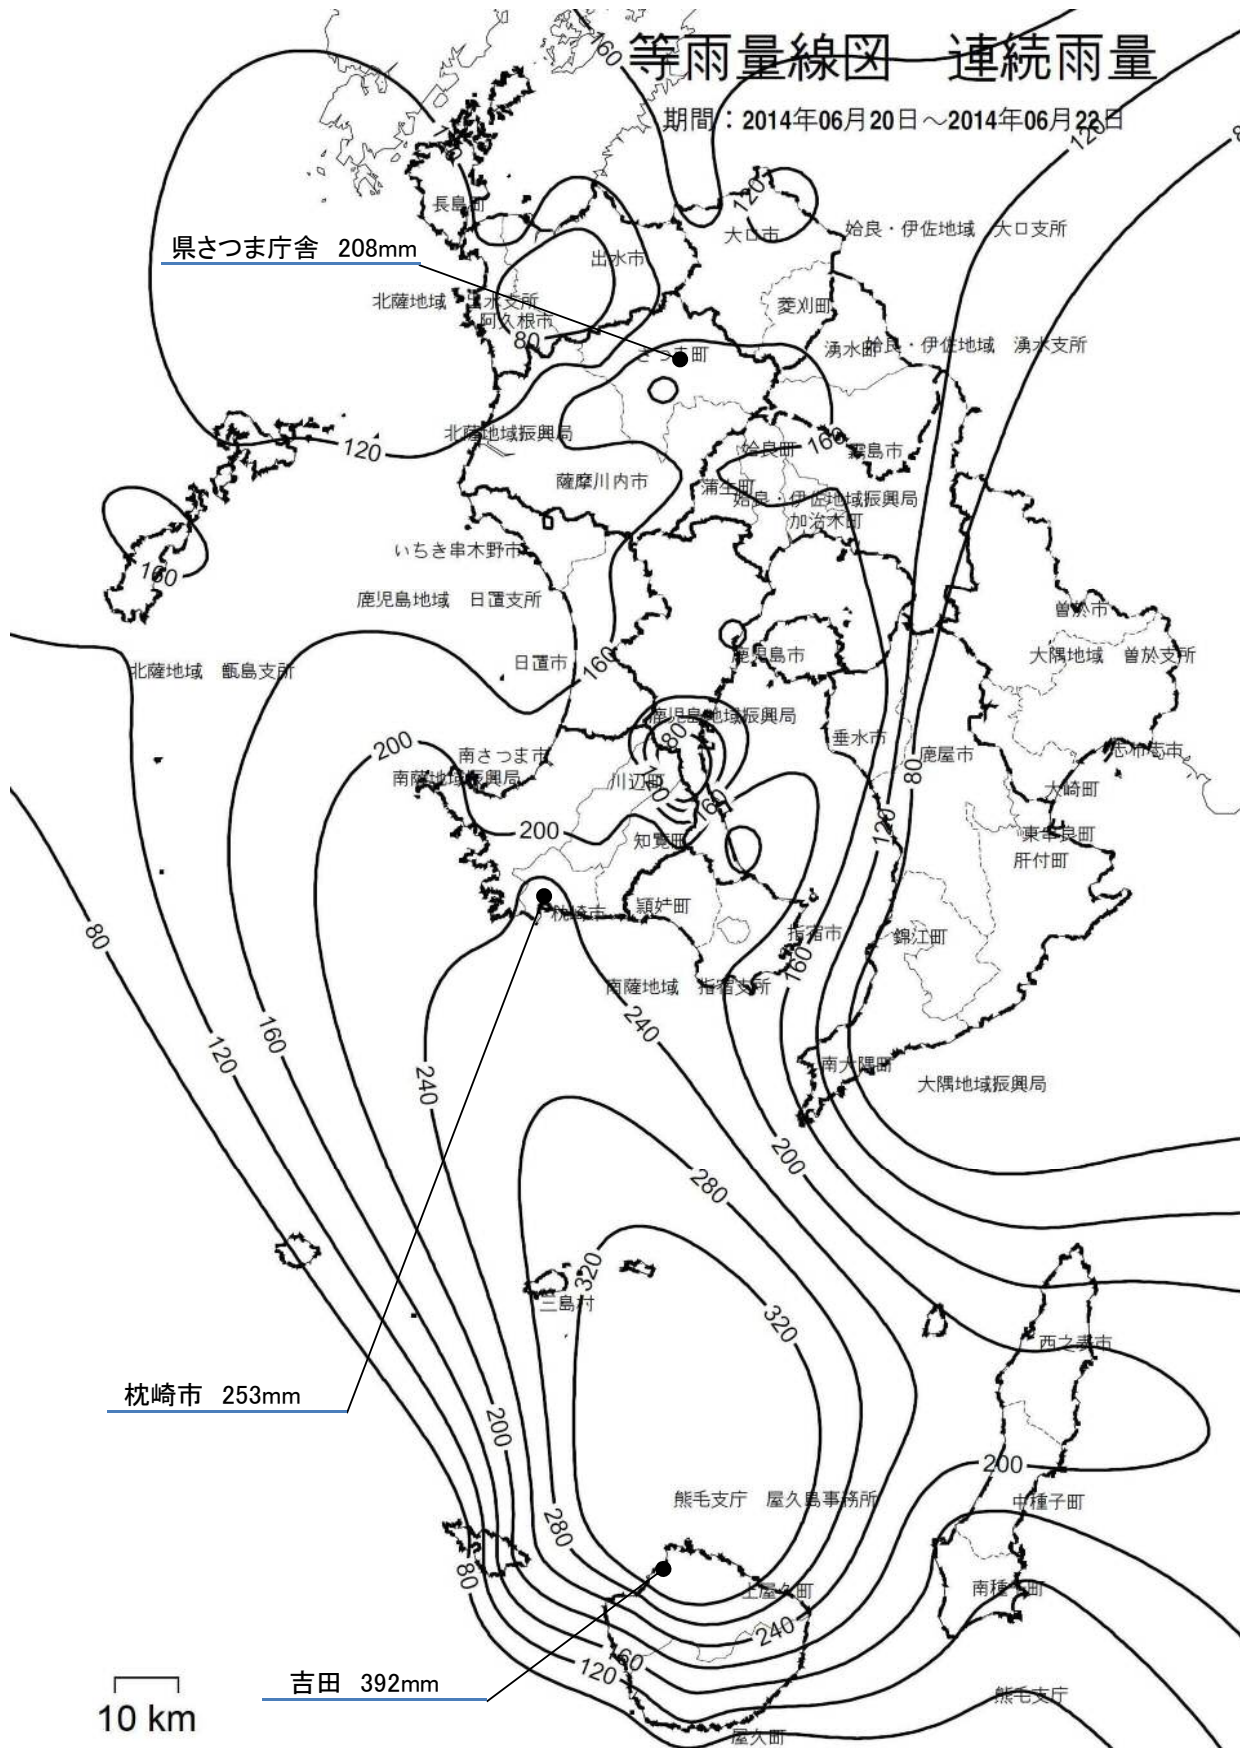 160
等雨量線図　連続雨量
期間：2014年06月20日～2014年06月22日
120
長島町
120
大口市
姶良・伊佐地域　大口支所
県さつま庁舎　208mm
出水市
北薩地域　出水支所
菱刈町
阿久根市
80
さつま町
湧水町
姶良・伊佐地域　湧水支所
北薩地域振興局
120
160
姶良町
霧島市
薩摩川内市
蒲生町
姶良・伊佐地域振興局
加治木町
いちき串木野市
160
鹿児島地域　日置支所
曽於市
日置市
160
鹿児島市
大隅地域　曽於支所
北薩地域　甑島支所
鹿児島地域振興局
200
80
垂水市
鹿屋市
志布志市
南さつま市
南薩地域振興局
川辺町
80
大崎町
160
200
知覧町
120
東串良町
肝付町
枕崎市
頴娃町
80
指宿市
錦江町
160
南薩地域　指宿支所
160
120
240
240
南大隅町
大隅地域振興局
200
280
320
三島村
320
西之表市
枕崎市　253mm
200
200
熊毛支庁　屋久島事務所
中種子町
280
80
上屋久町
南種子町
240
160
120
吉田　392mm
熊毛支庁
10 km
屋久町